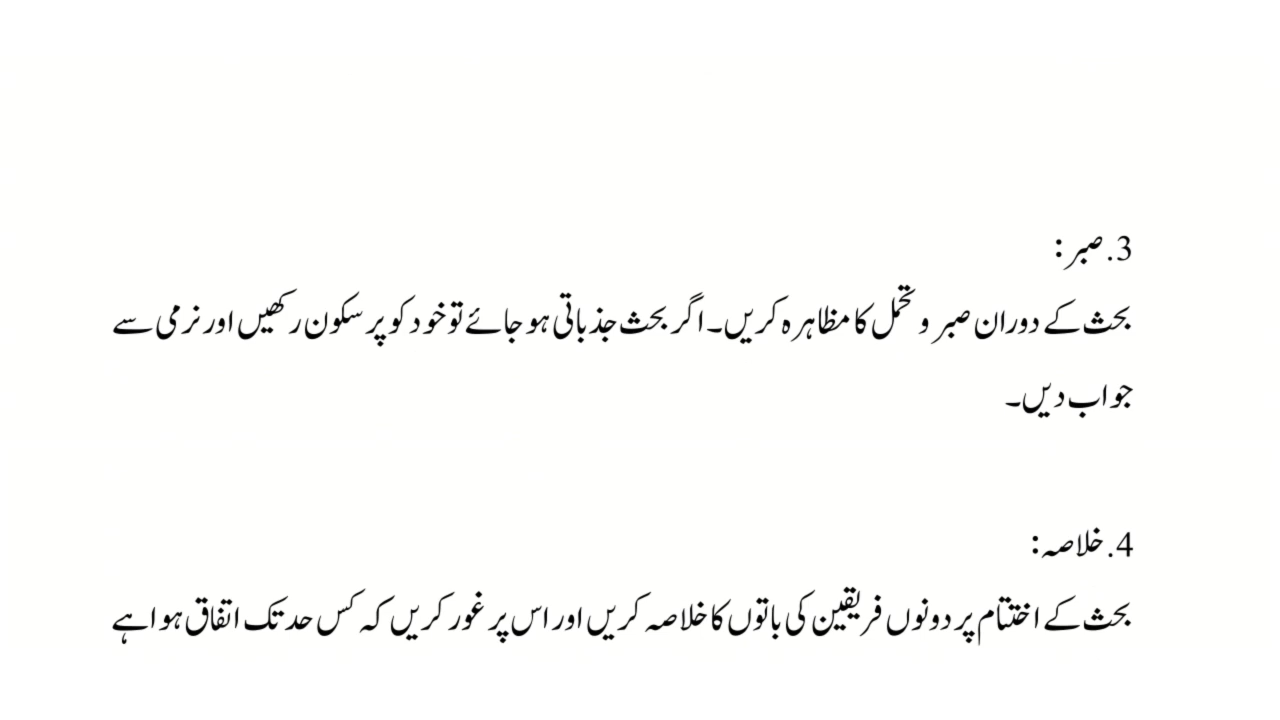 3. صبر:
بحث کے دوران صبر و تحمل کا مظاہرہ کریں۔ اگر بحث جذباتی ہو جائے تو خود کو پر سکون رکھیں اور نرمی سے
جواب دیں۔
4. خلاصہ:
بحث کے اختتام پر دونوں فریقین کی باتوں کا خلاصہ کریں اور اس پر غور کریں کہ کس حد تک اتفاق ہوا ہے